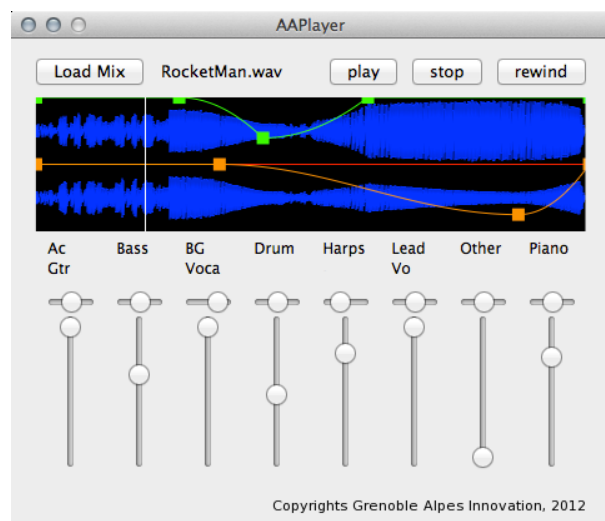 AAPlayer
Load Mix RocketMan.wav play stop rewind
Ac Bass BG Drum Harps Lead Other Piano
Gtr Voca Vo
Copyrights Grenoble Alpes Innovation, 2012